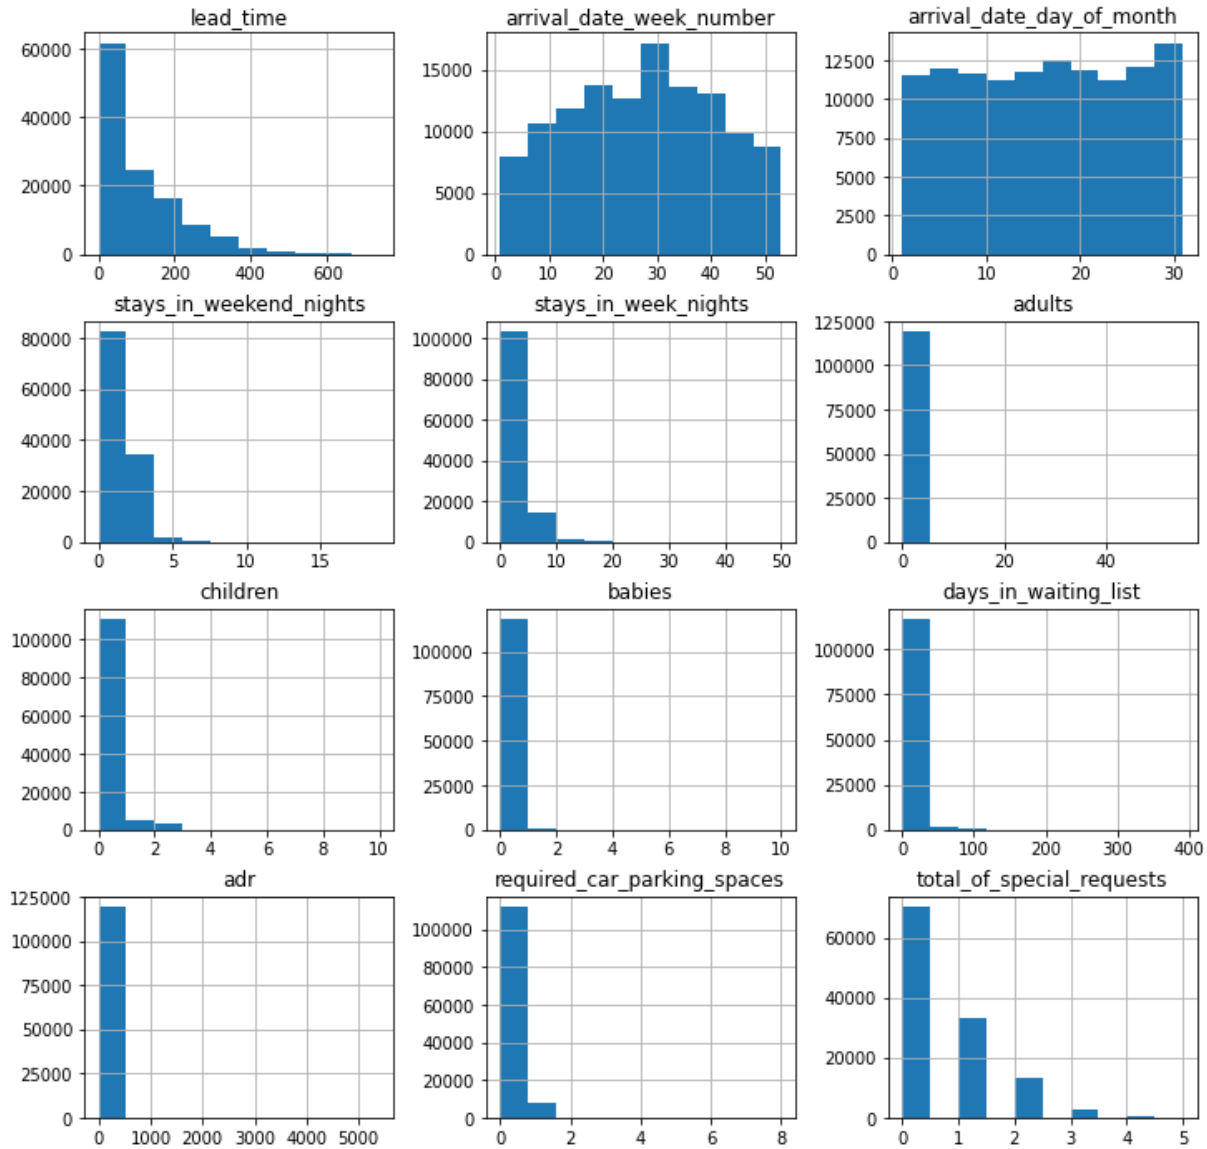 lead_time
60000
40000
20000
0
0 200 400 600
arrival_date_week_number
15000
10000
5000
0
0 10 20 30 40 50
arrival_date_day_of_month
12500
10000
7500
5000
2500
0
0 10 20 30
stays_in_weekend_nights
80000
60000
40000
20000
0
0 5 10 15
stays_in_week_nights
100000
80000
60000
40000
20000
0
0 10 20 30 40 50
adults
125000
100000
75000
50000
25000
0
0 20 40
children
100000
80000
60000
40000
20000
0
0 2 4 6 8 10
babies
100000
75000
50000
25000
0
0 2 4 6 8 10
days_in_waiting_list
100000
75000
50000
25000
0
0 100 200 300 400
adr
125000
100000
75000
50000
25000
0
0 1000 2000 3000 4000 5000
required_car_parking_spaces
100000
80000
60000
40000
20000
0
0 2 4 6 8
total_of_special_requests
60000
40000
20000
0
0 1 2 3 4 5